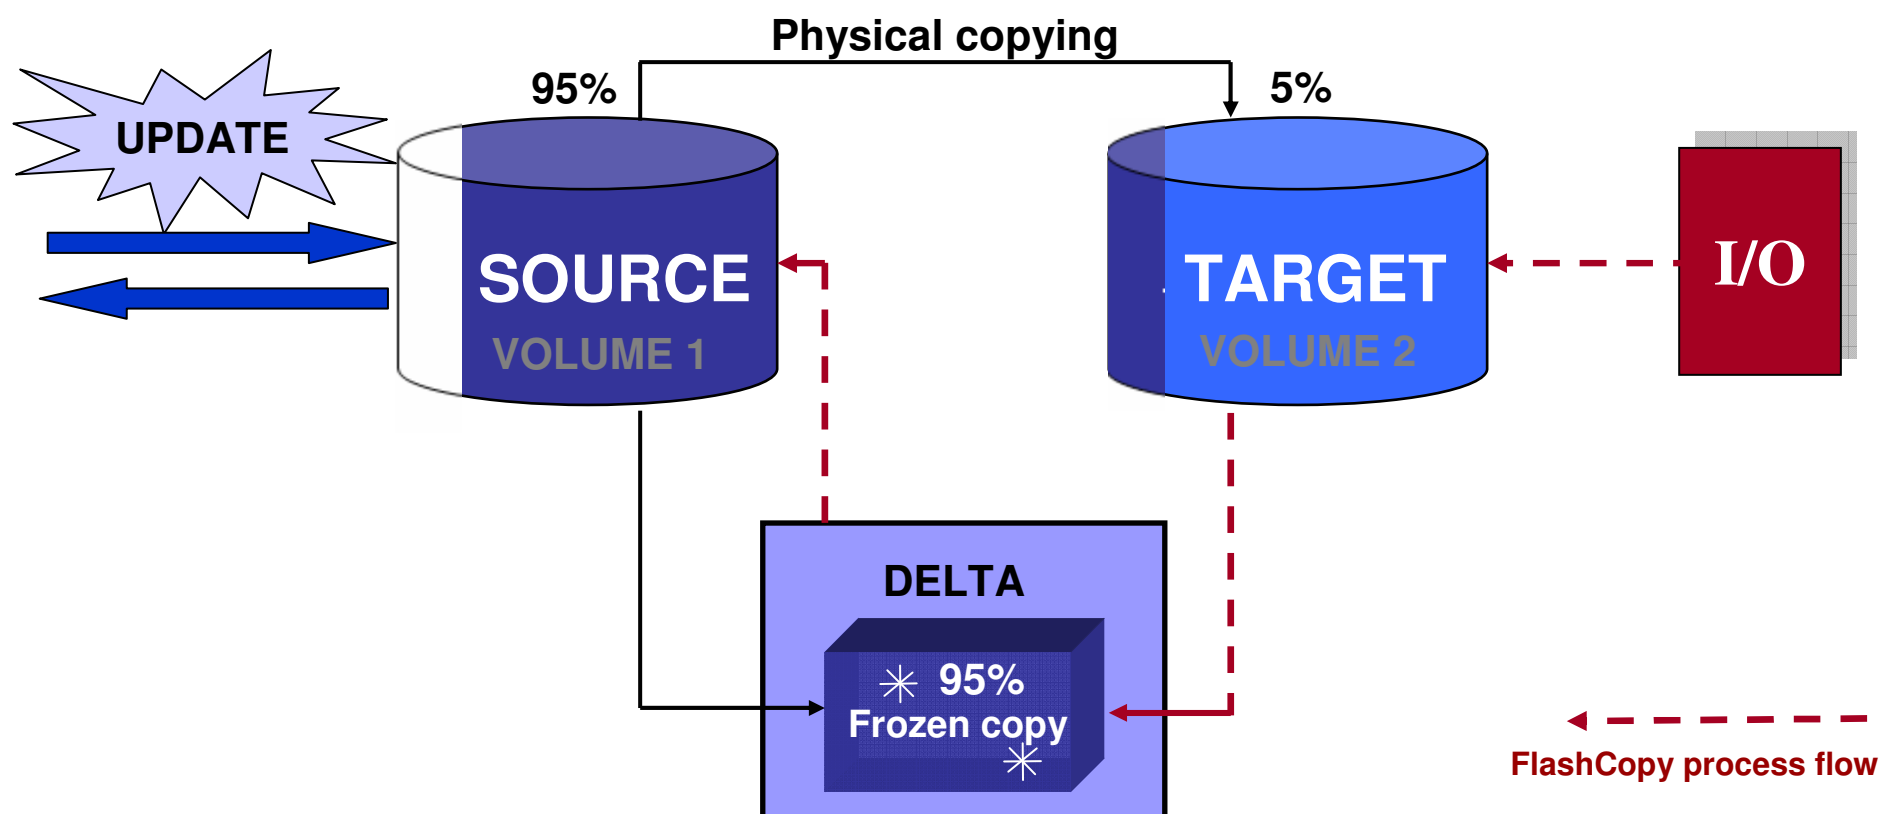 Physical copying
95%
5%
UPDATE
SOURCE
VOLUME 1
TARGET
VOLUME 2
I/O
DELTA
95%
Frozen copy
FlashCopy process flow